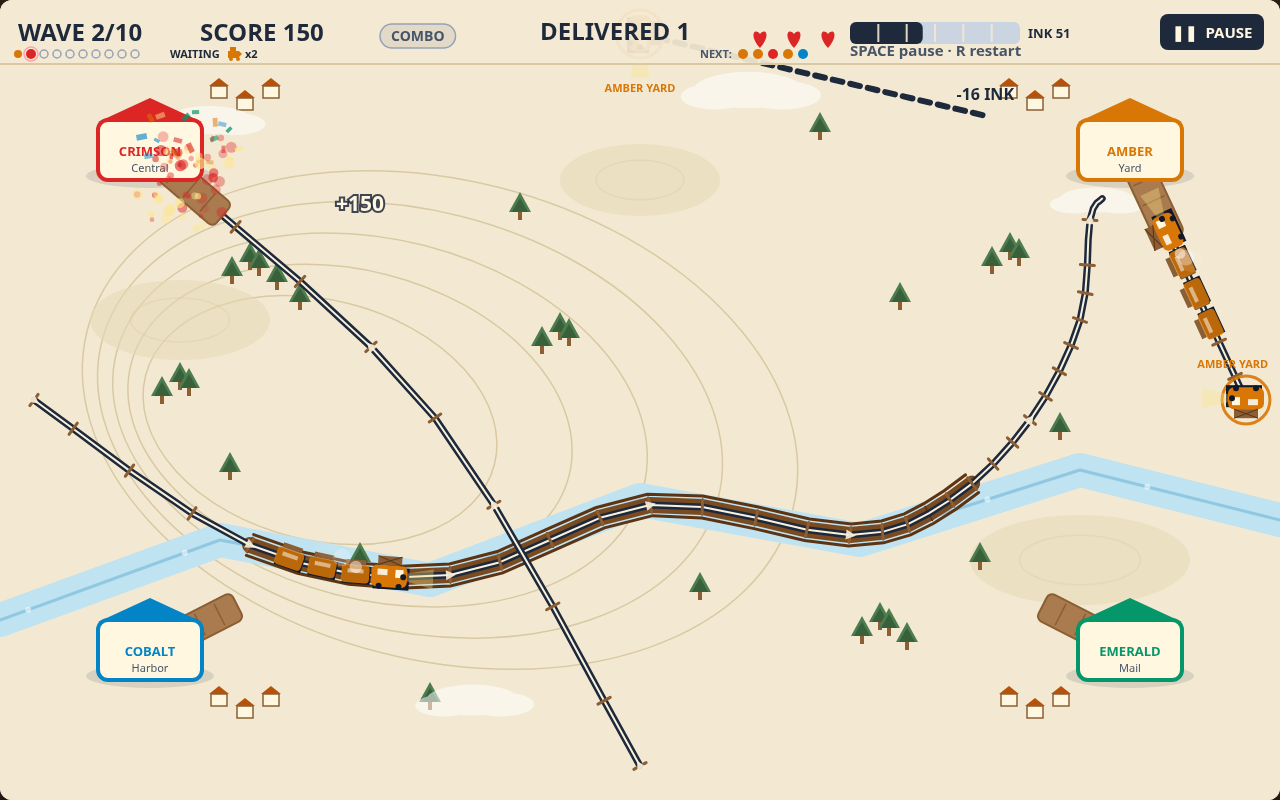 WAVE 2/10
SCORE 150
COMBO
DELIVERED 1
INK 51
❚❚ PAUSE
WAITING x2
NEXT:
SPACE pause · R restart
AMBER YARD
-16 INK
CRIMSON
Central
AMBER
Yard
+150
AMBER YARD
COBALT
Harbor
EMERALD
Mail